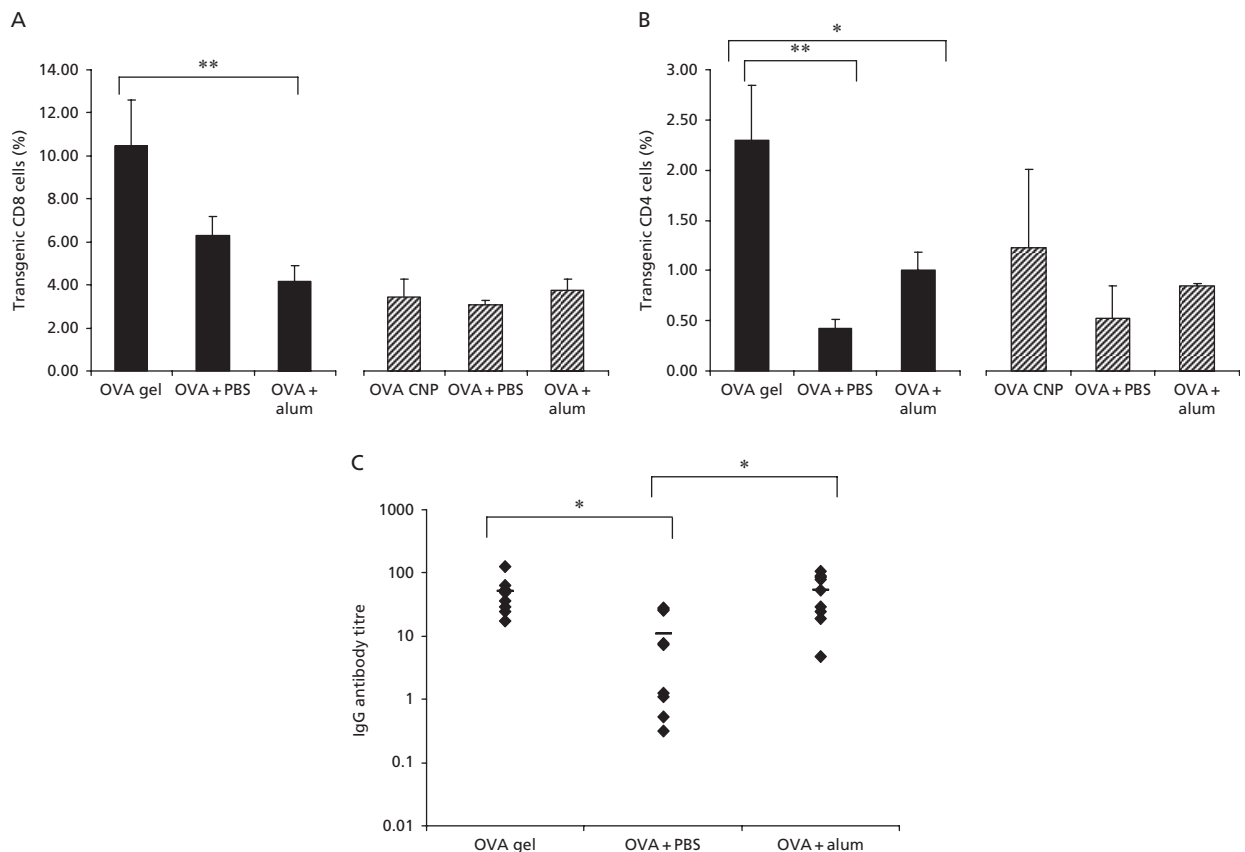 A
**
14.00
12.00
10.00
8.00
6.00
4.00
2.00
0.00
Transgenic CD8 cells (%)
OVA gel OVA+PBS OVA+ alum
OVA CNP OVA+PBS OVA+ alum
B
*
**
3.00
2.50
2.00
1.50
1.00
0.50
0.00
Transgenic CD4 cells (%)
OVA gel OVA+PBS OVA+ alum
OVA CNP OVA+PBS OVA+ alum
C
*
*
1000
100
10
1
0.1
0.01
IgG antibody titre
OVA gel OVA+PBS OVA+alum